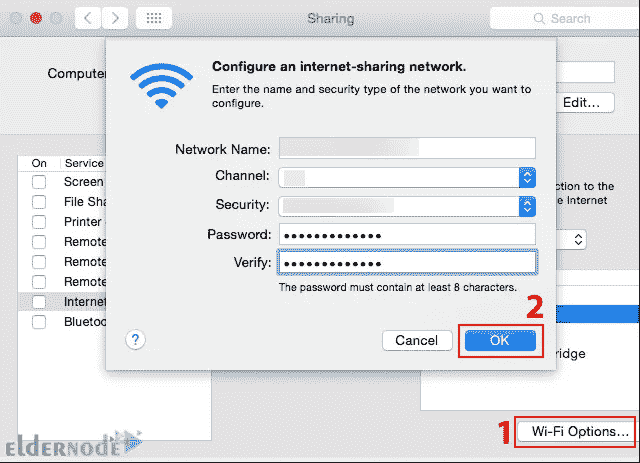 Sharing
Search
Computer
Edit...
Configure an internet-sharing network.
Enter the name and security type of the network you want to
configure.
Network Name:
Channel:
Security:
Password: •••••••••••••
Verify: •••••••••••••
The password must contain at least 8 characters.
2
?
Cancel
OK
On Service
Screen
File Sha
Printer
Remote
Remote
Remote
Internet
Bluetoo
ction to the
e Internet
ridge
1
Wi-Fi Options...
ELDERNODE